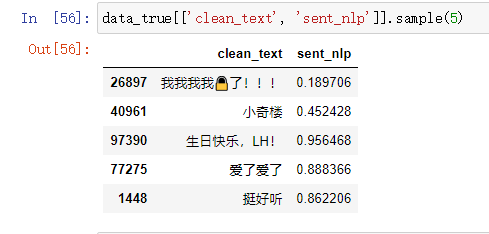 In [56]: data_true[['clean_text', 'sent_nlp']].sample(5)
Out[56]:
clean_text sent_nlp
26897 我我我我🔒了！！！ 0.189706
40961 小奇楼 0.452428
97390 生日快乐，LH！ 0.956468
77275 爱了爱了 0.888366
1448 挺好听 0.862206